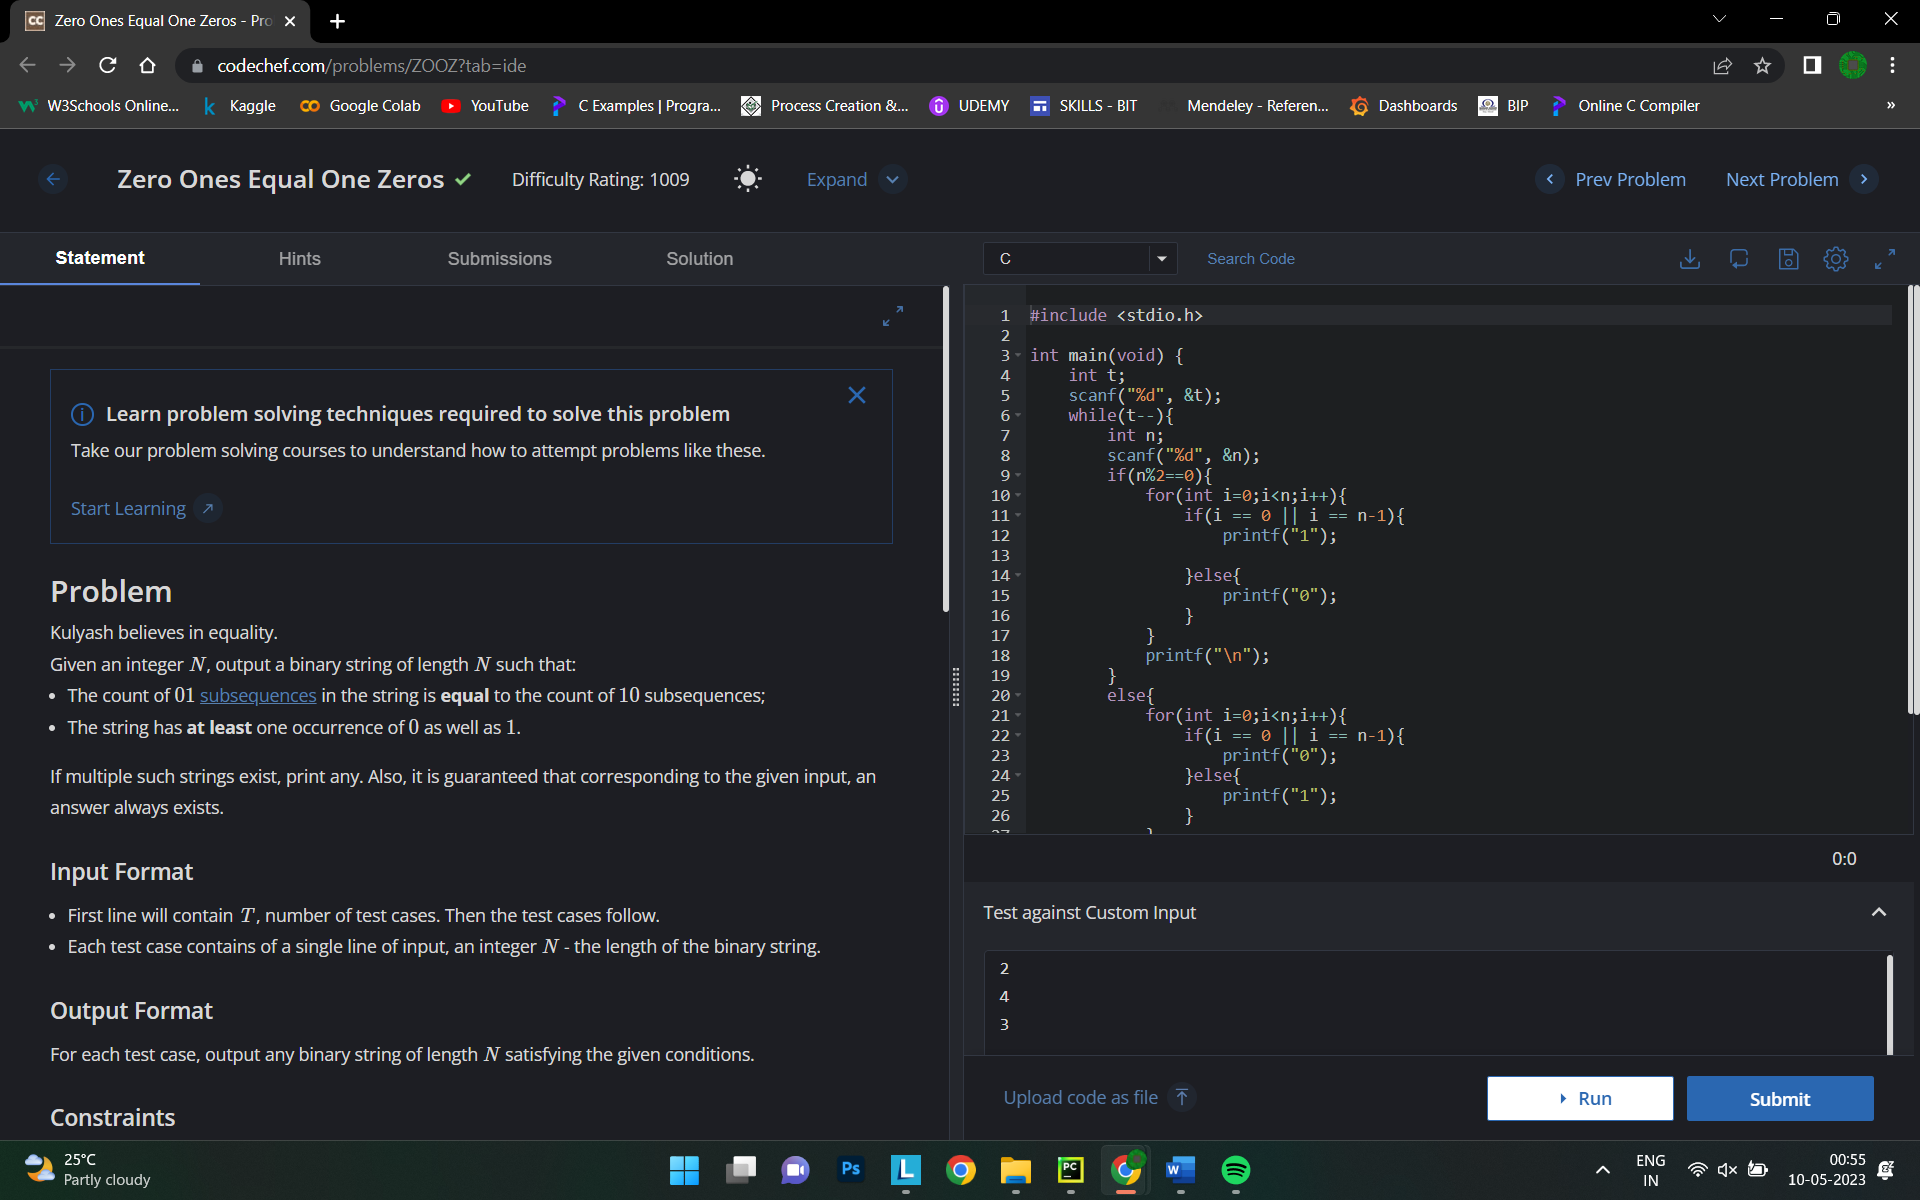 Zero Ones Equal One Zeros - Pro
codechef.com/problems/ZOOZ?tab=ide
W3Schools Online...
Kaggle
Google Colab
YouTube
C Examples | Progra...
Process Creation &...
UDEMY
SKILLS - BIT
Mendeley - Referen...
Dashboards
BIP
Online C Compiler
»
Zero Ones Equal One Zeros
Difficulty Rating: 1009
Expand
Prev Problem
Next Problem
Statement
Hints
Submissions
Solution
Learn problem solving techniques required to solve this problem
Take our problem solving courses to understand how to attempt problems like these.
Start Learning
Problem
Kulyash believes in equality.
Given an integer N, output a binary string of length N such that:
• The count of 01 subsequences in the string is equal to the count of 10 subsequences;
• The string has at least one occurrence of 0 as well as 1.
If multiple such strings exist, print any. Also, it is guaranteed that corresponding to the given input, an
answer always exists.
Input Format
• First line will contain T, number of test cases. Then the test cases follow.
• Each test case contains of a single line of input, an integer N - the length of the binary string.
Output Format
For each test case, output any binary string of length N satisfying the given conditions.
Constraints
C
Search Code
1 #include <stdio.h>
2
3 int main(void) {
4     int t;
5     scanf("%d", &t);
6     while(t--){
7         int n;
8         scanf("%d", &n);
9         if(n%2==0){
10             for(int i=0;i<n;i++){
11                 if(i == 0 || i == n-1){
12                     printf("1");
13
14                 }else{
15                     printf("0");
16                 }
17             }
18             printf("\n");
19         }
20         else{
21             for(int i=0;i<n;i++){
22                 if(i == 0 || i == n-1){
23                     printf("0");
24                 }else{
25                     printf("1");
26                 }
27             }
0:0
Test against Custom Input
2
4
3
Upload code as file
Run
Submit
25°C
Partly cloudy
ENG
IN
00:55
10-05-2023